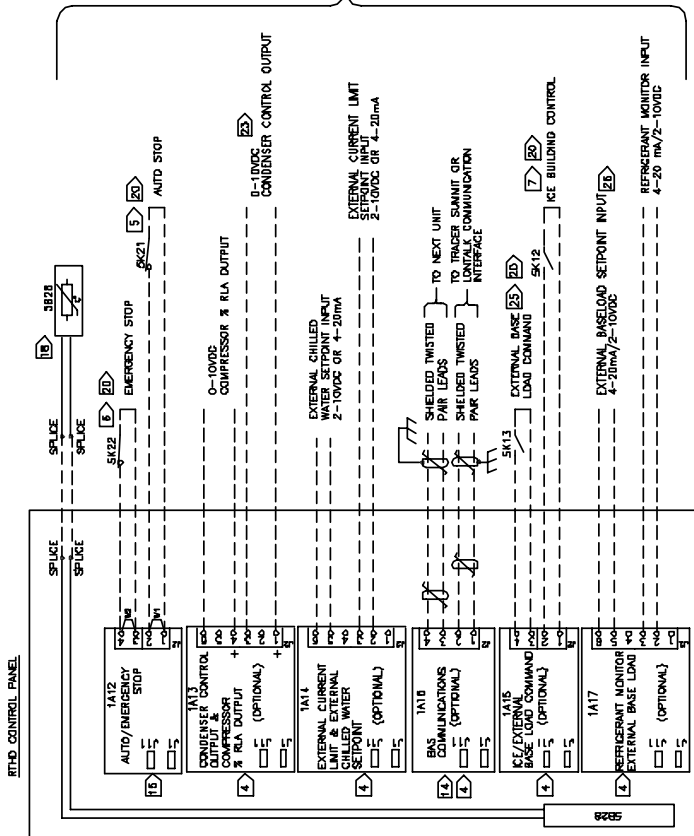 RTHD CONTROL PANEL
SPLICE
SPLICE
SPLICE
SPLICE
18
5B28
1A12
AUTO/EMERGENCY
STOP
15
5K22
6
20
EMERGENCY STOP
5K21
5
20
AUTO STOP
1A13
CONDENSER CONTROL
OUTPUT &
COMPRESSOR
% RLA OUTPUT
(OPTIONAL)
4
0-10VDC
COMPRESSOR % RLA OUTPUT
23
0-10VDC
CONDENSER CONTROL OUTPUT
1A14
EXTERNAL CURRENT
LIMIT & EXTERNAL
CHILLED WATER
SETPOINT
(OPTIONAL)
4
EXTERNAL CHILLED
WATER SETPOINT INPUT
2-10VDC OR 4-20mA
EXTERNAL CURRENT LIMIT
SETPOINT INPUT
2-10VDC OR 4-20mA
BAS
COMMUNICATIONS
(OPTIONAL)
14
4
SHIELDED TWISTED
PAIR LEADS
TO NEXT UNIT
SHIELDED TWISTED
PAIR LEADS
TO TRACER SUMMIT OR
LONTALK COMMUNICATION
INTERFACE
1A15
ICE/EXTERNAL
BASE LOAD COMMAND
(OPTIONAL)
4
5K13
EXTERNAL BASE
LOAD COMMAND
25
5K12
7
20
ICE BUILDING CONTROL
1A17
REFRIGERANT MONITOR
EXTERNAL BASE LOAD
(OPTIONAL)
4
EXTERNAL BASELOAD SETPOINT INPUT
4-20mA/2-10VDC
REFRIGERANT MONITOR INPUT
4-20 mA/2-10VDC
5B28